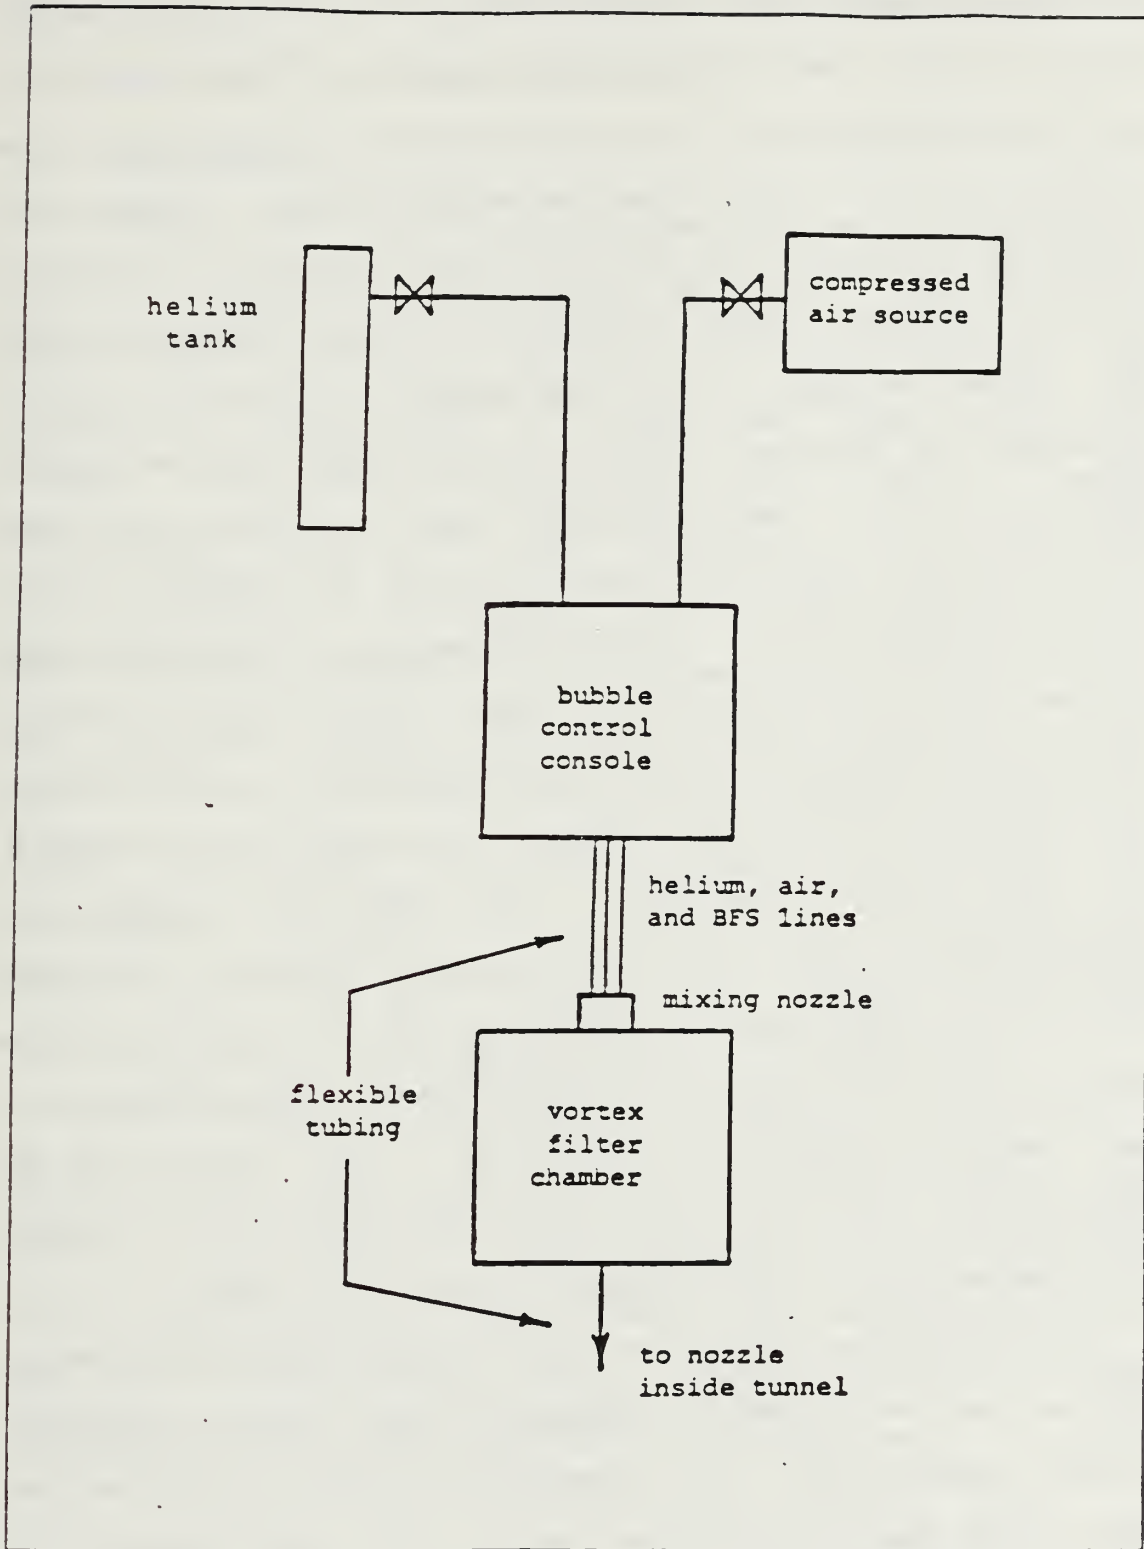 helium
tank
compressed
air source
bubble
control
console
helium, air,
and BFS lines
mixing nozzle
flexible
tubing
vortex
filter
chamber
to nozzle
inside tunnel